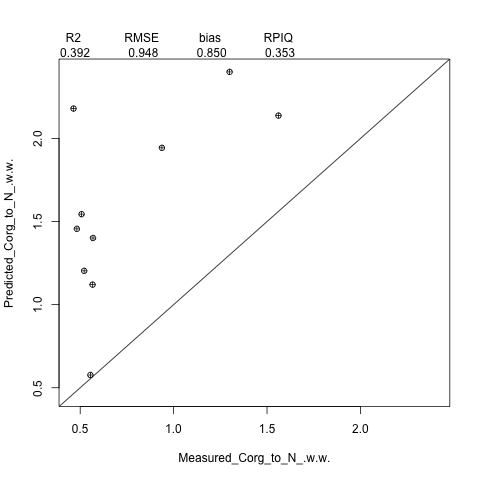 R2 RMSE bias RPIQ
0.392 0.948 0.850 0.353
Predicted_Corg_to_N_.w.w.
2.0
1.5
1.0
0.5
0.5 1.0 1.5 2.0
Measured_Corg_to_N_.w.w.